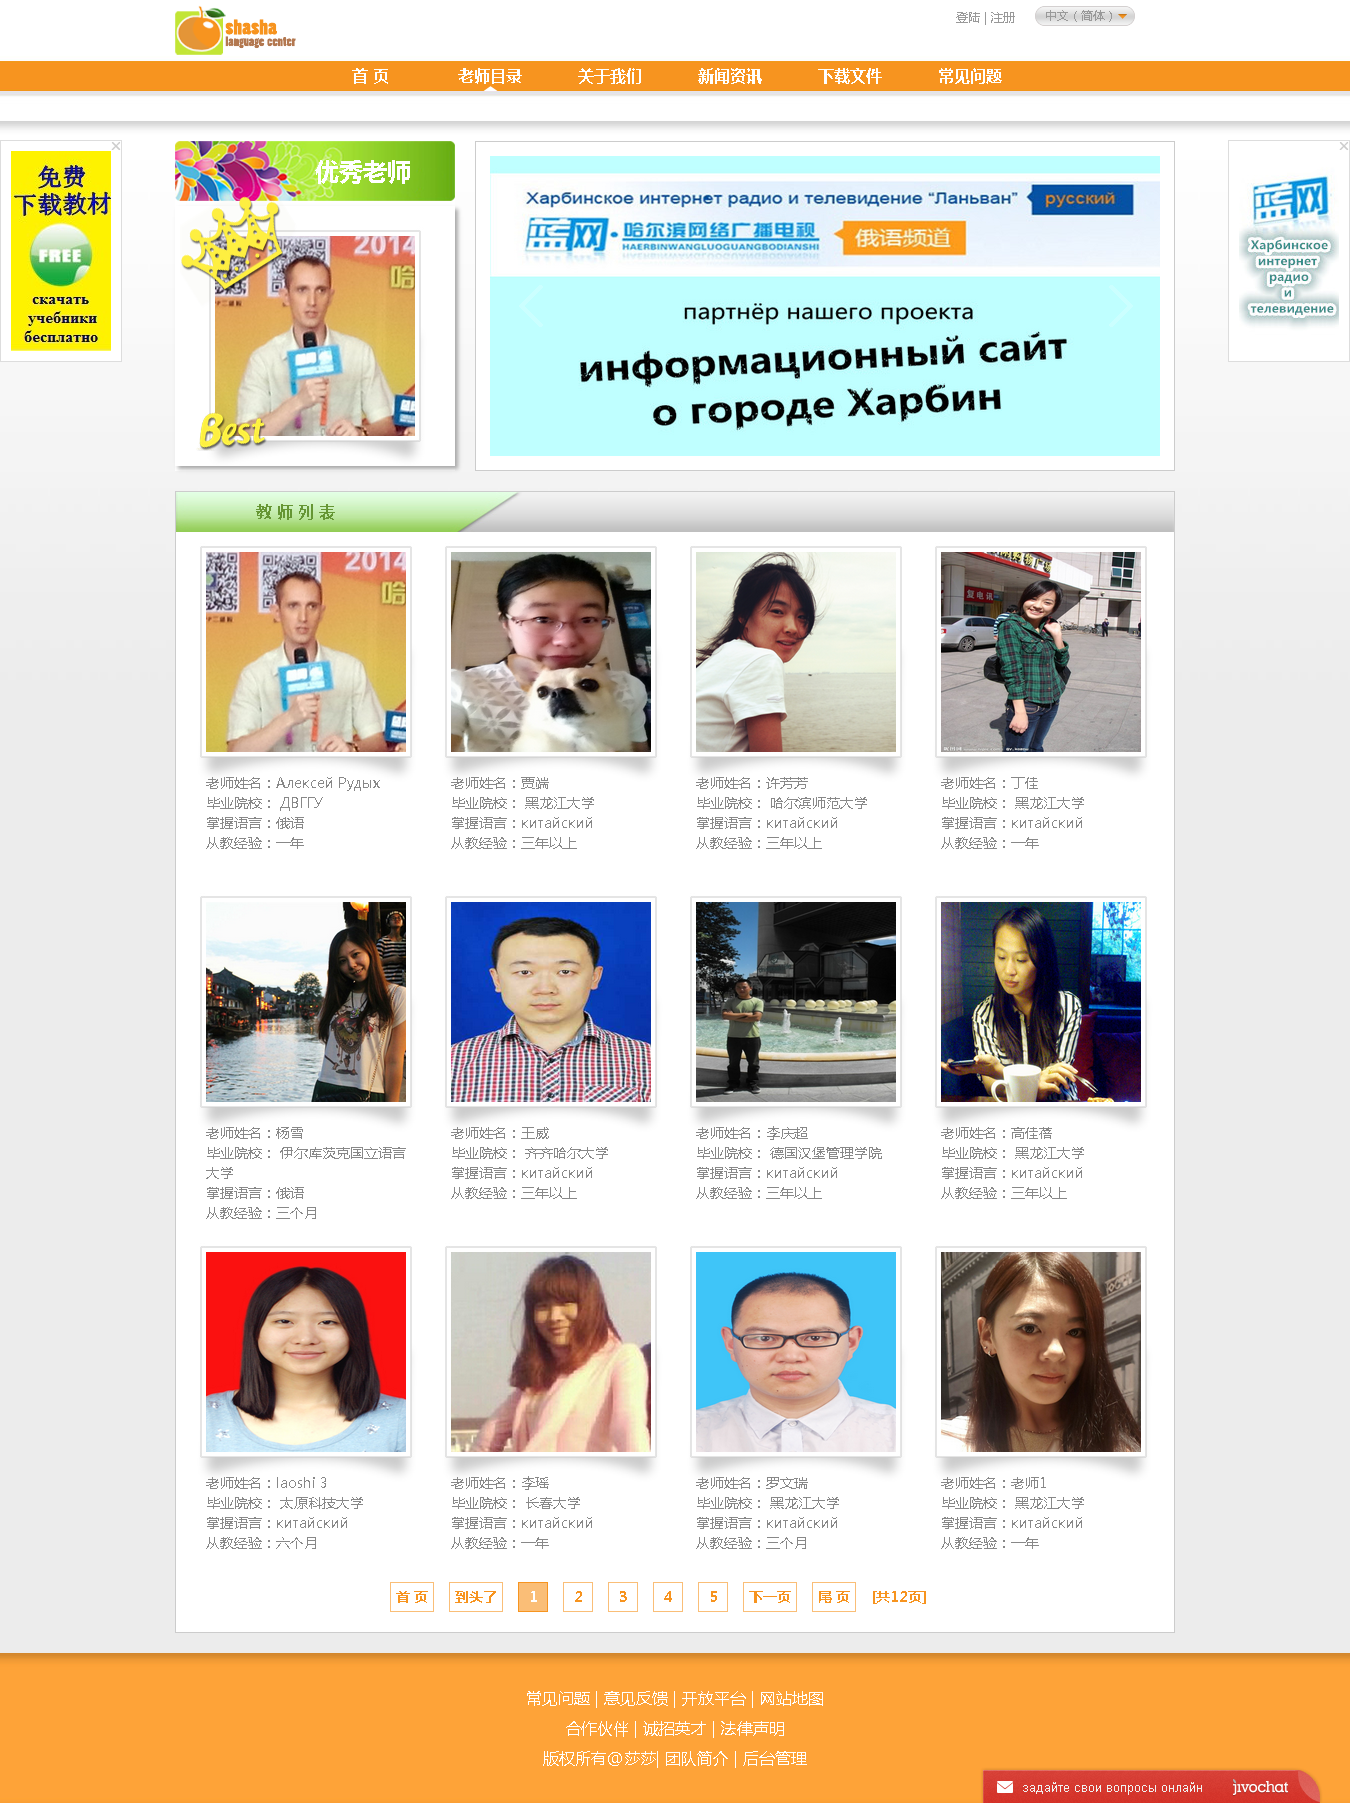 shasha
language center
登陆 | 注册
中文 ( 简体 )
首 页
老师目录
关于我们
新闻资讯
下载文件
常见问题
免费
下载教材
FREE
скачать
учебники
бесплатно
优秀老师
2014
哈
Best
Харбинское интернет радио и телевидение “Ланьван”
русский
蓝网·哈尔滨网络广播电视
HAERBINWANGLUOGUANGBODIANSHI
俄语频道
партнёр нашего проекта
информационный сайт
о городе Харбин
蓝网
Харбинское
интернет
радио
и
телевидение
教 师 列 表
2014
哈
老师姓名：Алексей Рудых
毕业院校： ДВГГУ
掌握语言：俄语
从教经验：一年
老师姓名：贾端
毕业院校： 黑龙江大学
掌握语言：китайский
从教经验：三年以上
老师姓名：许芳芳
毕业院校： 哈尔滨师范大学
掌握语言：китайский
从教经验：三年以上
老师姓名：丁佳
毕业院校： 黑龙江大学
掌握语言：китайский
从教经验：一年
老师姓名：杨雪
毕业院校： 伊尔库茨克国立语言
大学
掌握语言：俄语
从教经验：三个月
老师姓名：王威
毕业院校： 齐齐哈尔大学
掌握语言：китайский
从教经验：三年以上
老师姓名：李庆超
毕业院校： 德国汉堡管理学院
掌握语言：китайский
从教经验：三年以上
老师姓名：高佳蓓
毕业院校： 黑龙江大学
掌握语言：китайский
从教经验：三年以上
老师姓名：laoshi 3
毕业院校： 太原科技大学
掌握语言：китайский
从教经验：六个月
老师姓名：李瑶
毕业院校： 长春大学
掌握语言：китайский
从教经验：一年
老师姓名：罗文瑞
毕业院校： 黑龙江大学
掌握语言：китайский
从教经验：三个月
老师姓名：老师1
毕业院校： 黑龙江大学
掌握语言：китайский
从教经验：一年
首 页 到头了 1 2 3 4 5 下一页 尾 页 [共12页]
常见问题 | 意见反馈 | 开放平台 | 网站地图
合作伙伴 | 诚招英才 | 法律声明
版权所有@莎莎| 团队简介 | 后台管理
задайте свои вопросы онлайн
jivochat